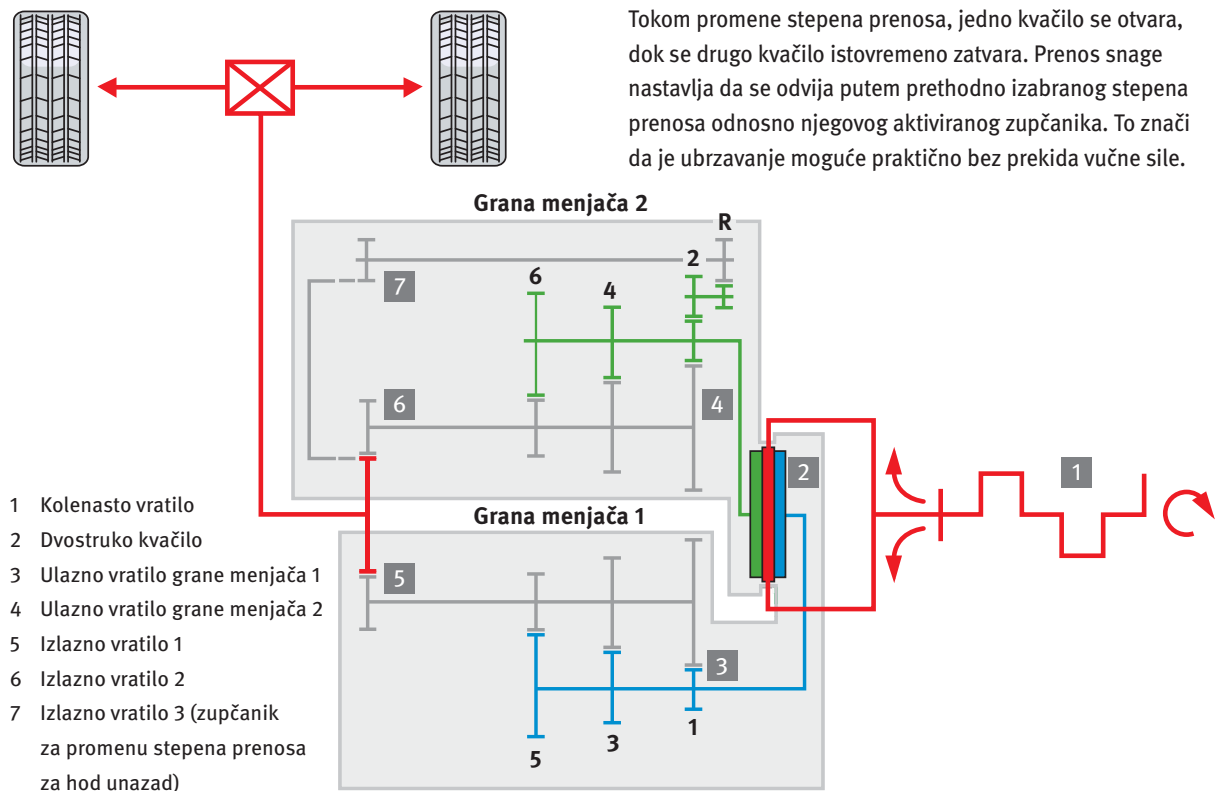 Tokom promene stepena prenosa, jedno kvačilo se otvara,
dok se drugo kvačilo istovremeno zatvara. Prenos snage
nastavlja da se odvija putem prethodno izabranog stepena
prenosa odnosno njegovog aktiviranog zupčanika. To znači
da je ubrzavanje moguće praktično bez prekida vučne sile.
Grana menjača 2
R
2
7
6
4
6
4
2
1
Grana menjača 1
5
3
1
3
5
1 Kolenasto vratilo
2 Dvostruko kvačilo
3 Ulazno vratilo grane menjača 1
4 Ulazno vratilo grane menjača 2
5 Izlazno vratilo 1
6 Izlazno vratilo 2
7 Izlazno vratilo 3 (zupčanik
za promenu stepena prenosa
za hod unazad)